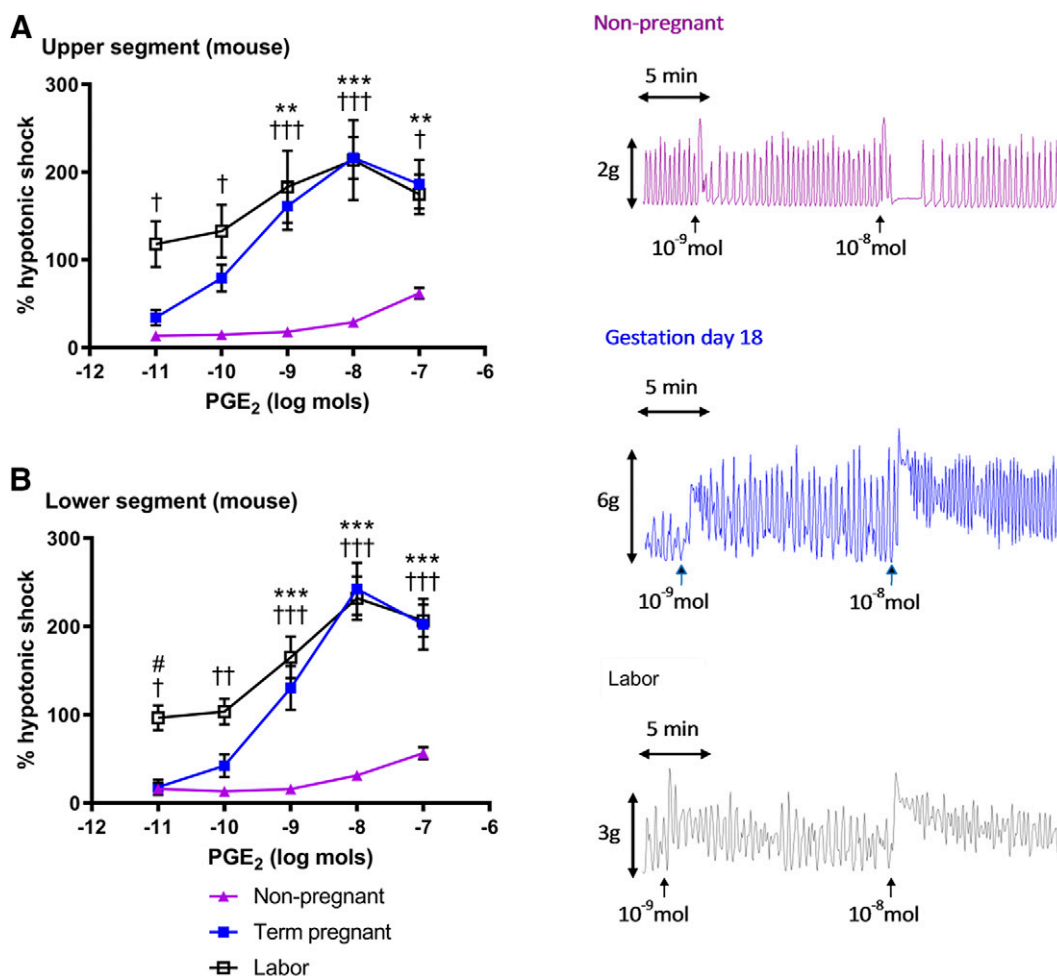 A
Upper segment (mouse)
% hypotonic shock
300
200
100
0
†
†
**
†††
***
†††
**
†
-12 -11 -10 -9 -8 -7 -6
PGE₂ (log mols)
B
Lower segment (mouse)
% hypotonic shock
300
200
100
0
#
†
††
***
†††
***
†††
***
†††
-12 -11 -10 -9 -8 -7 -6
PGE₂ (log mols)
Non-pregnant
Term pregnant
Labor
Non-pregnant
5 min
2g
10⁻⁹mol 10⁻⁸mol
Gestation day 18
5 min
6g
10⁻⁹mol 10⁻⁸mol
Labor
5 min
3g
10⁻⁹mol 10⁻⁸mol